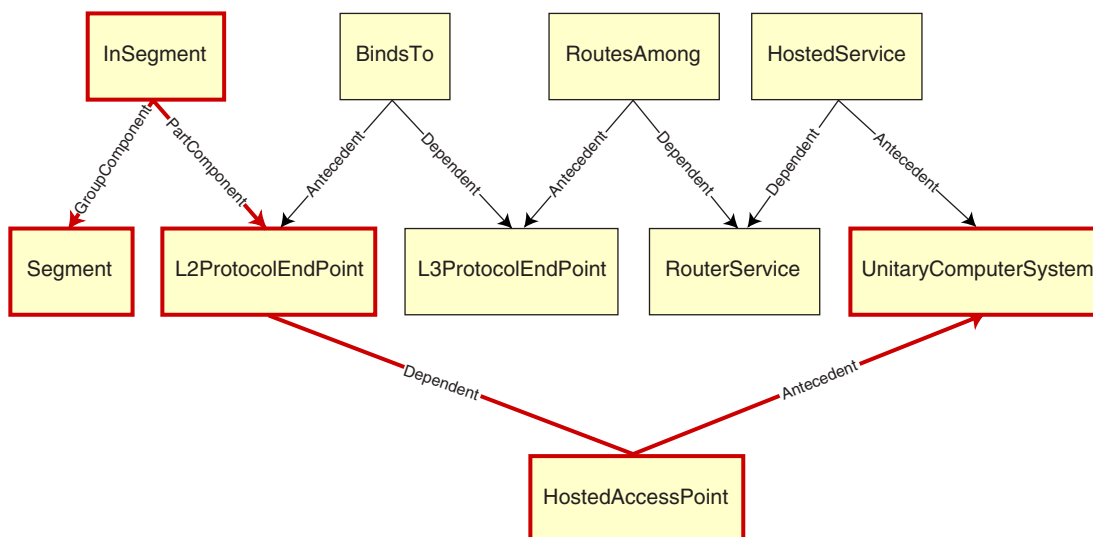 InSegment
BindsTo
RoutesAmong
HostedService
GroupComponent
PartComponent
Antecedent
Dependent
Antecedent
Dependent
Dependent
Antecedent
Segment
L2ProtocolEndPoint
L3ProtocolEndPoint
RouterService
UnitaryComputerSystem
Dependent
Antecedent
HostedAccessPoint